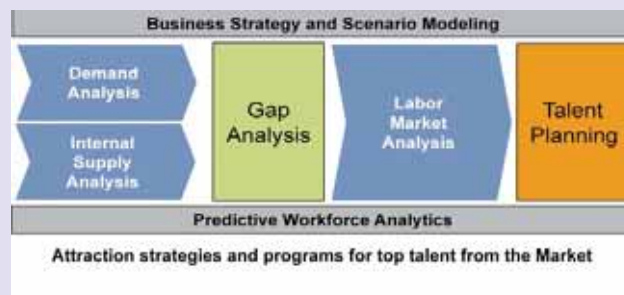 Business Strategy and Scenario Modeling
Demand
Analysis
Internal
Supply
Analysis
Gap
Analysis
Labor
Market
Analysis
Talent
Planning
Predictive Workforce Analytics
Attraction strategies and programs for top talent from the Market